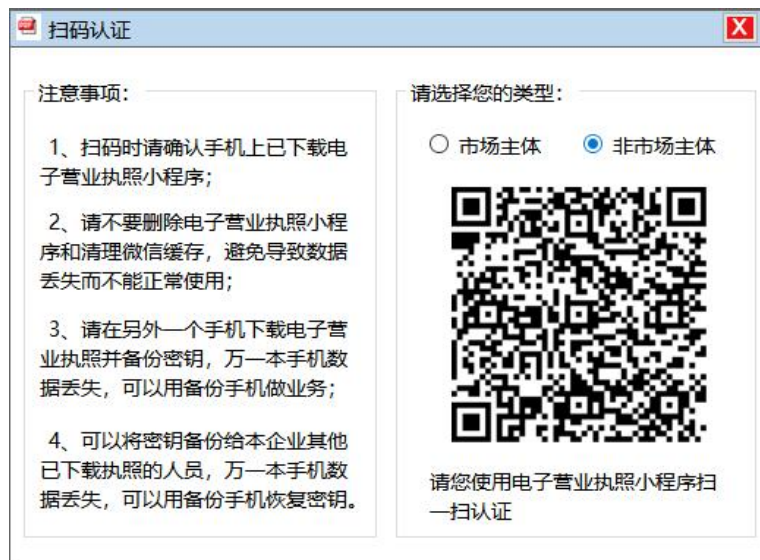 扫码认证
注意事项：
1、扫码时请确认手机上已下载电
子营业执照小程序；
2、请不要删除电子营业执照小程
序和清理微信缓存，避免导致数据
丢失而不能正常使用；
3、请在另外一个手机下载电子营
业执照并备份密钥，万一本手机数
据丢失，可以用备份手机做业务；
4、可以将密钥备份给本企业其他
已下载执照的人员，万一本手机数
据丢失，可以用备份手机恢复密钥。
请选择您的类型：
市场主体 非市场主体
请您使用电子营业执照小程序扫
一扫认证